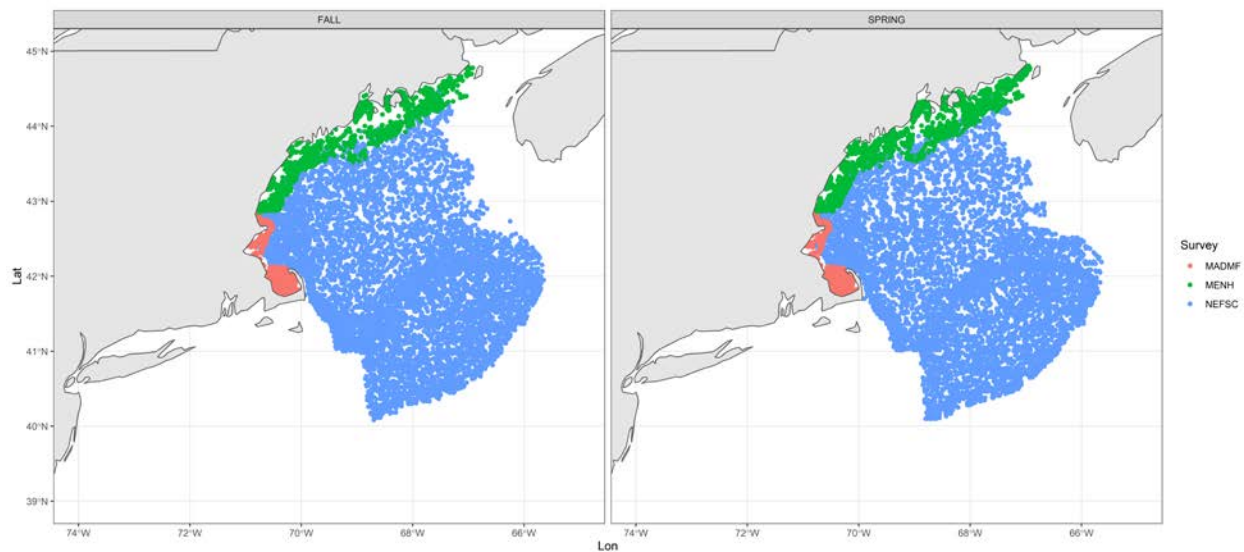 FALL
SPRING
45°N
44°N
43°N
42°N
41°N
40°N
39°N
Lat
74°W
72°W
70°W
68°W
66°W
74°W
72°W
70°W
68°W
66°W
Lon
Survey
MADMF
MENH
NEFSC